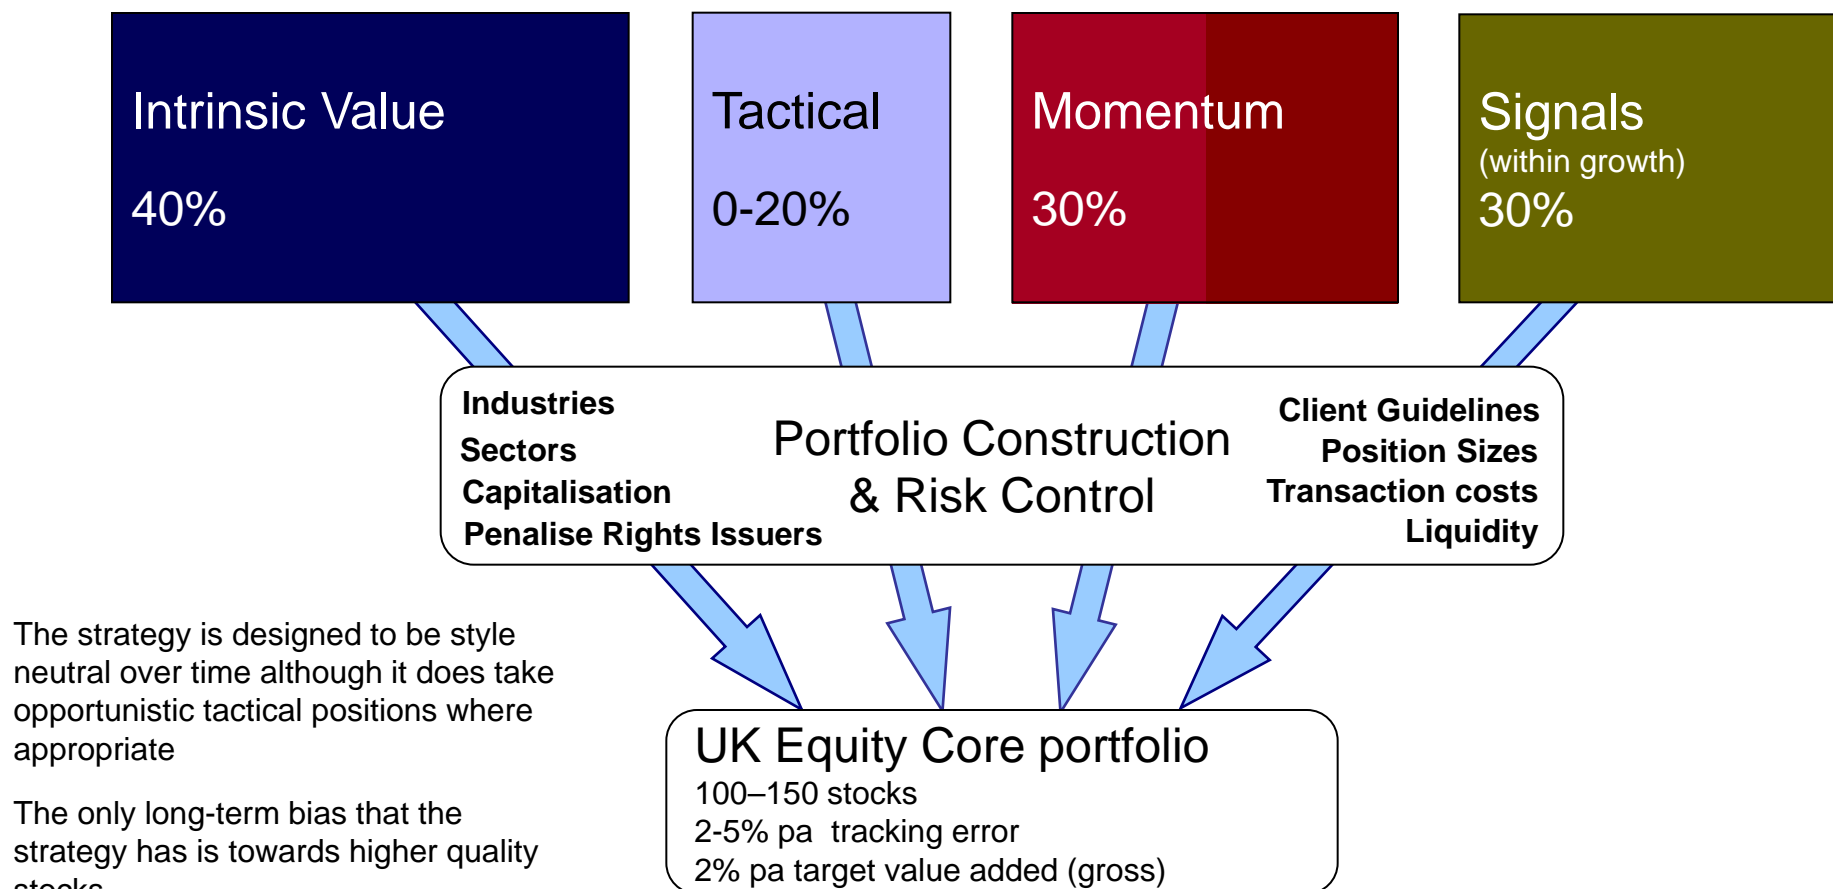 Intrinsic Value
40%
Tactical
0-20%
Momentum
30%
Signals
(within growth)
30%
Industries
Sectors
Capitalisation
Penalise Rights Issuers
Portfolio Construction
& Risk Control
Client Guidelines
Position Sizes
Transaction costs
Liquidity
The strategy is designed to be style
neutral over time although it does take
opportunistic tactical positions where
appropriate
The only long-term bias that the
strategy has is towards higher quality
stocks
UK Equity Core portfolio
100–150 stocks
2-5% pa tracking error
2% pa target value added (gross)